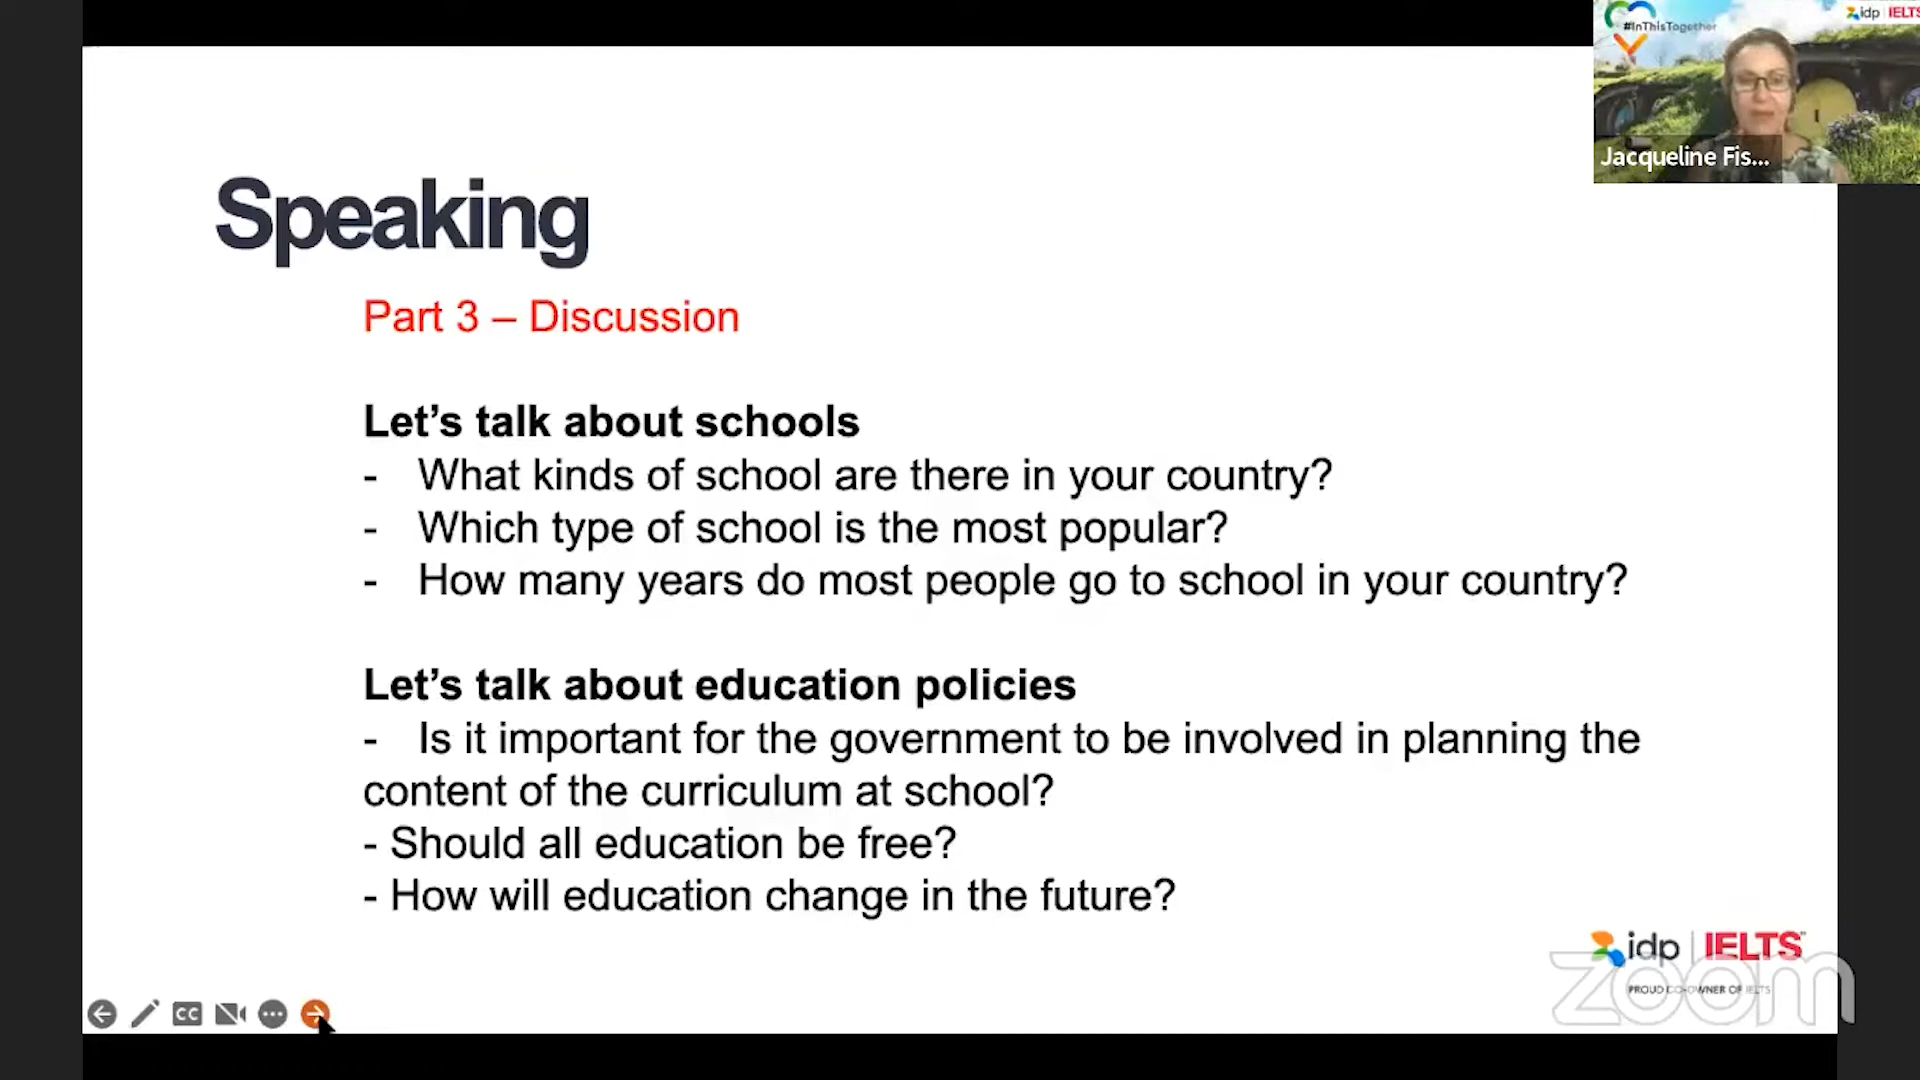 #InThisTogether
idp IELTS
Jacqueline Fis...
Speaking
Part 3 – Discussion
Let’s talk about schools
- What kinds of school are there in your country?
- Which type of school is the most popular?
- How many years do most people go to school in your country?
Let’s talk about education policies
- Is it important for the government to be involved in planning the
content of the curriculum at school?
- Should all education be free?
- How will education change in the future?
idp IELTS™
PROUD CO-OWNER OF IELTS
zoom
CC